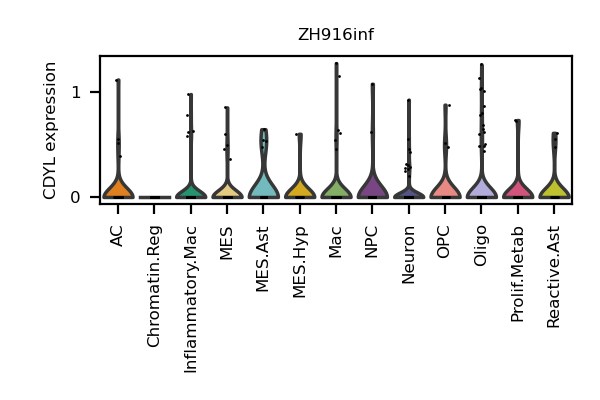 ZH916inf
CDYL expression
1
0
AC
Chromatin.Reg
Inflammatory.Mac
MES
MES.Ast
MES.Hyp
Mac
NPC
Neuron
OPC
Oligo
Prolif.Metab
Reactive.Ast